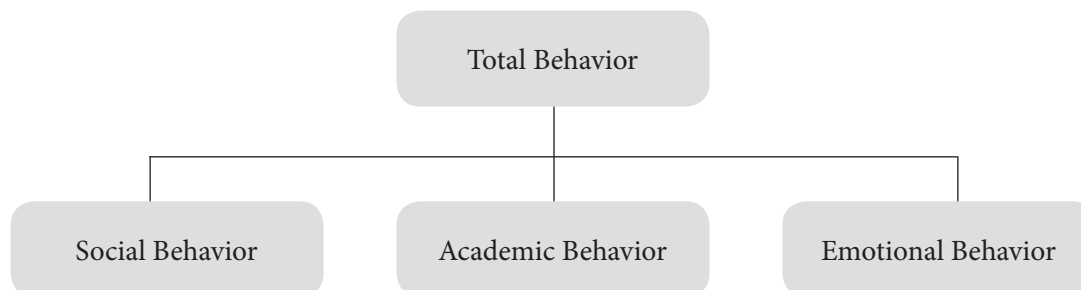 Total Behavior
Social Behavior
Academic Behavior
Emotional Behavior